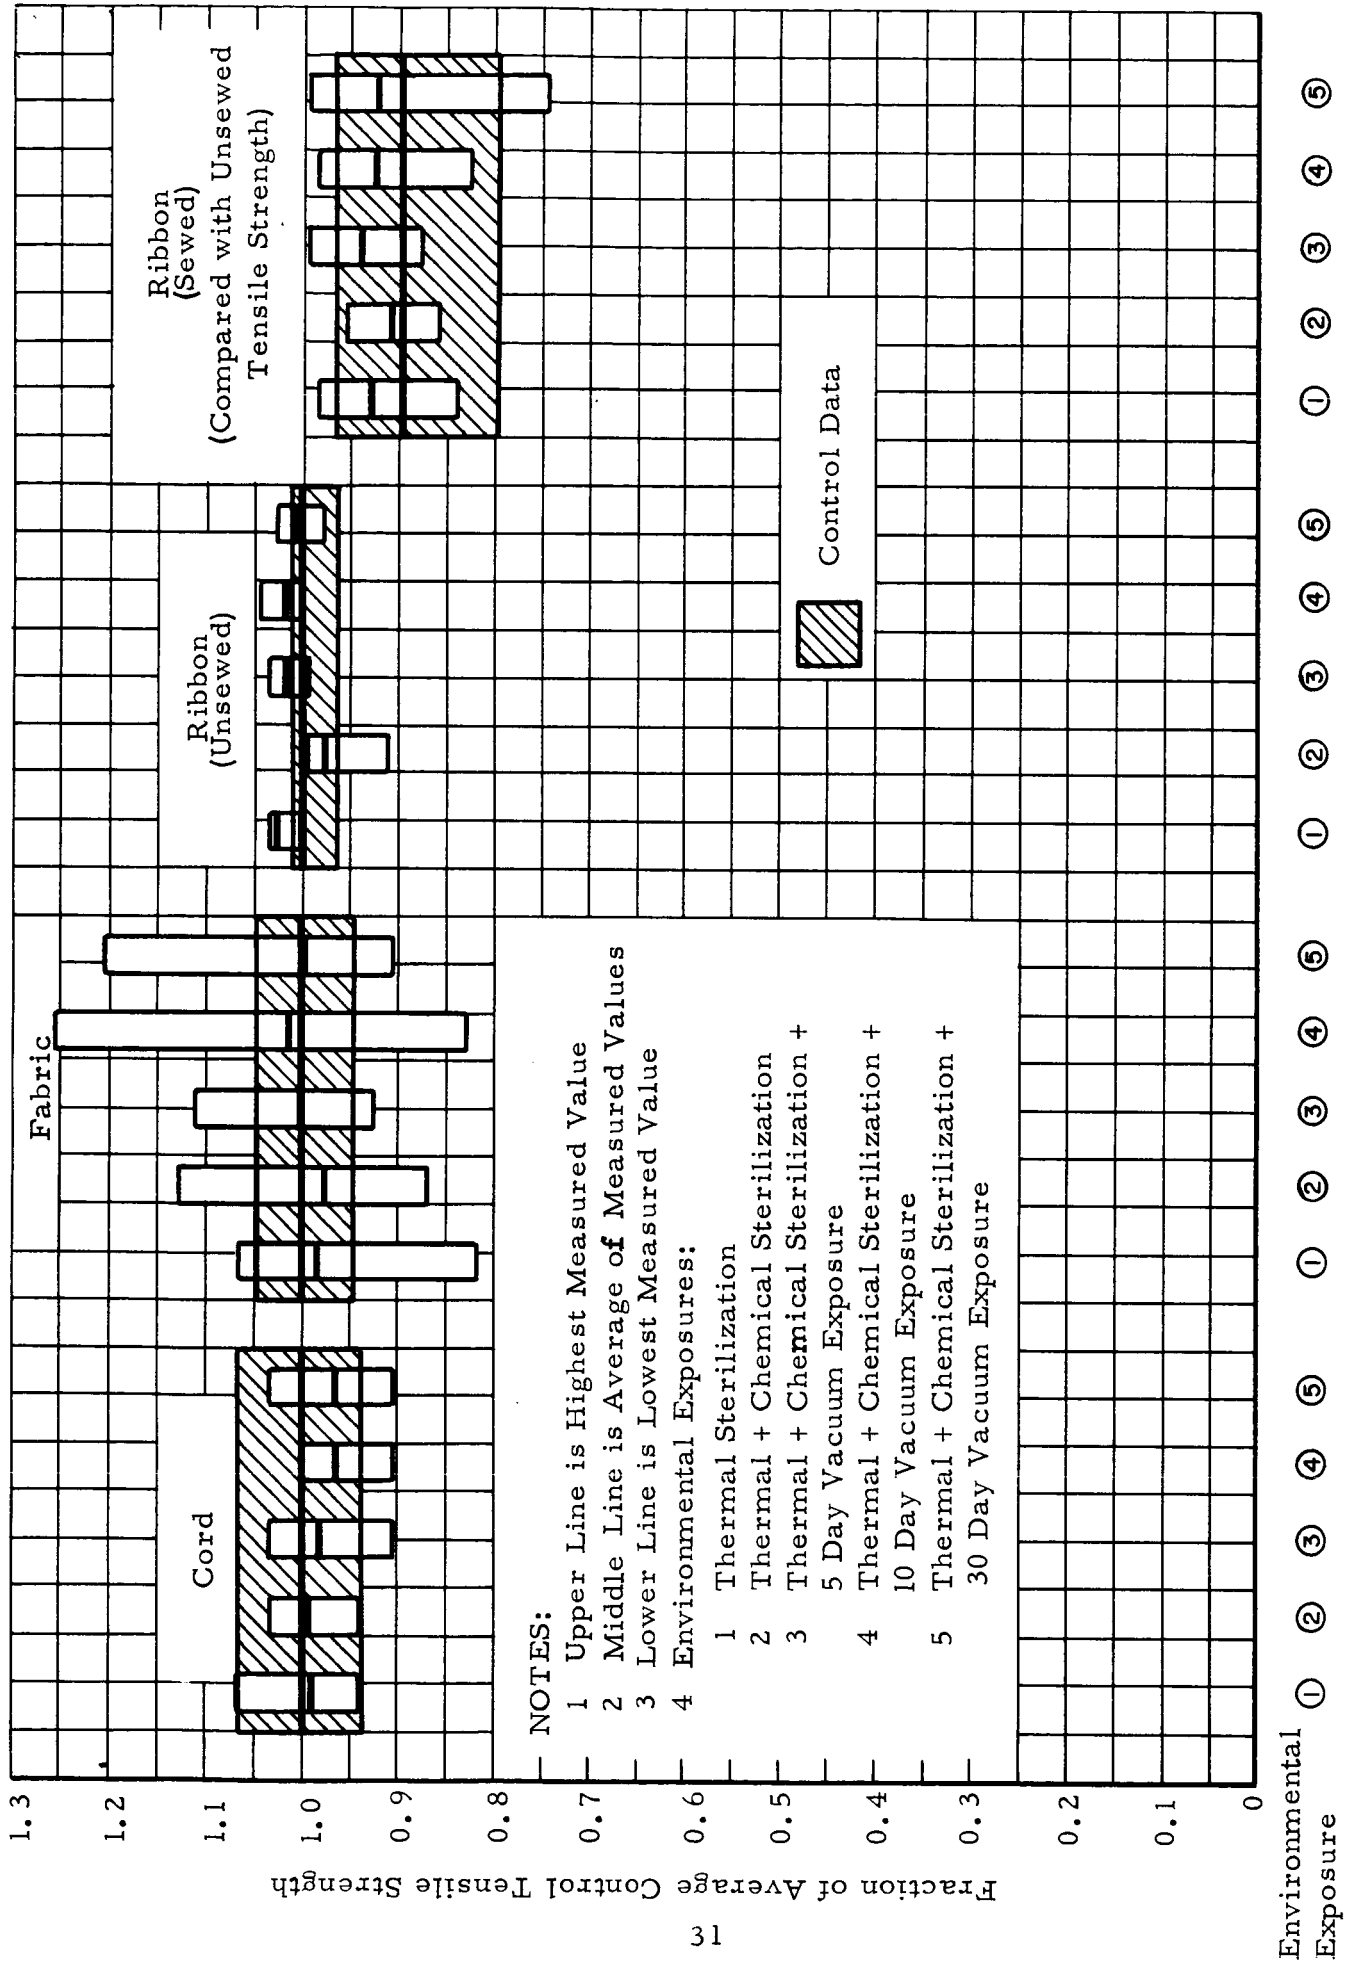 Fraction of Average Control Tensile Strength
1.3
1.2
1.1
1.0
0.9
0.8
0.7
0.6
0.5
0.4
0.3
0.2
0.1
0
Cord
Fabric
Ribbon
(Unsewed)
Ribbon
(Sewed)
(Compared with Unsewed
Tensile Strength)
Control Data
NOTES:
1 Upper Line is Highest Measured Value
2 Middle Line is Average of Measured Values
3 Lower Line is Lowest Measured Value
4 Environmental Exposures:
1 Thermal Sterilization
2 Thermal + Chemical Sterilization
3 Thermal + Chemical Sterilization +
5 Day Vacuum Exposure
4 Thermal + Chemical Sterilization +
10 Day Vacuum Exposure
5 Thermal + Chemical Sterilization +
30 Day Vacuum Exposure
Environmental
Exposure
① ② ③ ④ ⑤ ① ② ③ ④ ⑤ ① ② ③ ④ ⑤ ① ② ③ ④ ⑤
31